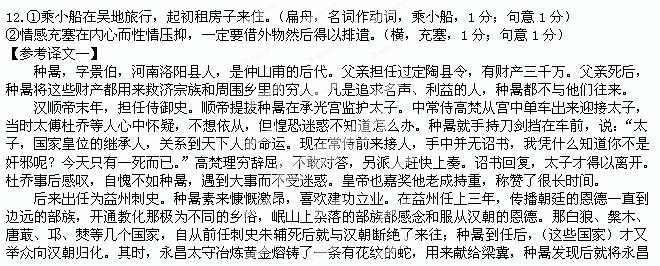 12.①乘小船在吴地旅行，起初租房子来住。（扁舟，名词作动词，乘小船，1分；句意1分）
②情感充塞在内心而性情压抑，一定要借外物然后得以排遣。（横，充塞，1分；句意1分）
【参考译文一】
种暠，字景伯，河南洛阳县人，是仲山甫的后代。父亲担任过定陶县令，有财产三千万。父亲死后，
种暠将这些财产都用来救济宗族和周围乡里的穷人。凡是追求名声、利益的人，种暠都不与他们往来。
汉顺帝末年，担任侍御史。顺帝提拔种暠在承光宫监护太子。中常侍高梵从宫中单车出来迎接太子，
当时太傅杜乔等人心中怀疑，不想依从，但惶恐迷惑不知道怎么办。种暠就手持刀剑挡在车前，说：“太
子，国家皇位的继承人，关系到天下人的命运。现在常侍前来接人，手中并无诏书，我凭什么知道你不是
奸邪呢？今天只有一死而已。”高梵理穷辞屈，不敢对答，另派人赶快上奏。诏书回复，太子才得以离开。
杜乔事后感叹，自愧不如种暠，遇到大事而不受迷惑。皇帝也嘉奖他老成持重，称赞了很长时间。
后来出任为益州刺史。种暠素来慷慨激昂，喜欢建功立业。在益州任上三年，传播朝廷的恩德一直到
边远的部族，开通教化那极为不同的乡俗，岷山上杂落的部族都感念和服从汉朝的恩德。那白狼、槃木、
唐菆、邛、僰等几个国家，自从前任刺史朱辅死后就与汉朝断绝了来往；种暠到任后，（这些国家）才又
举众向汉朝归化。其时，永昌太守冶炼黄金熔铸了一条有花纹的蛇，用来献给梁冀，种暠发现后就将永昌